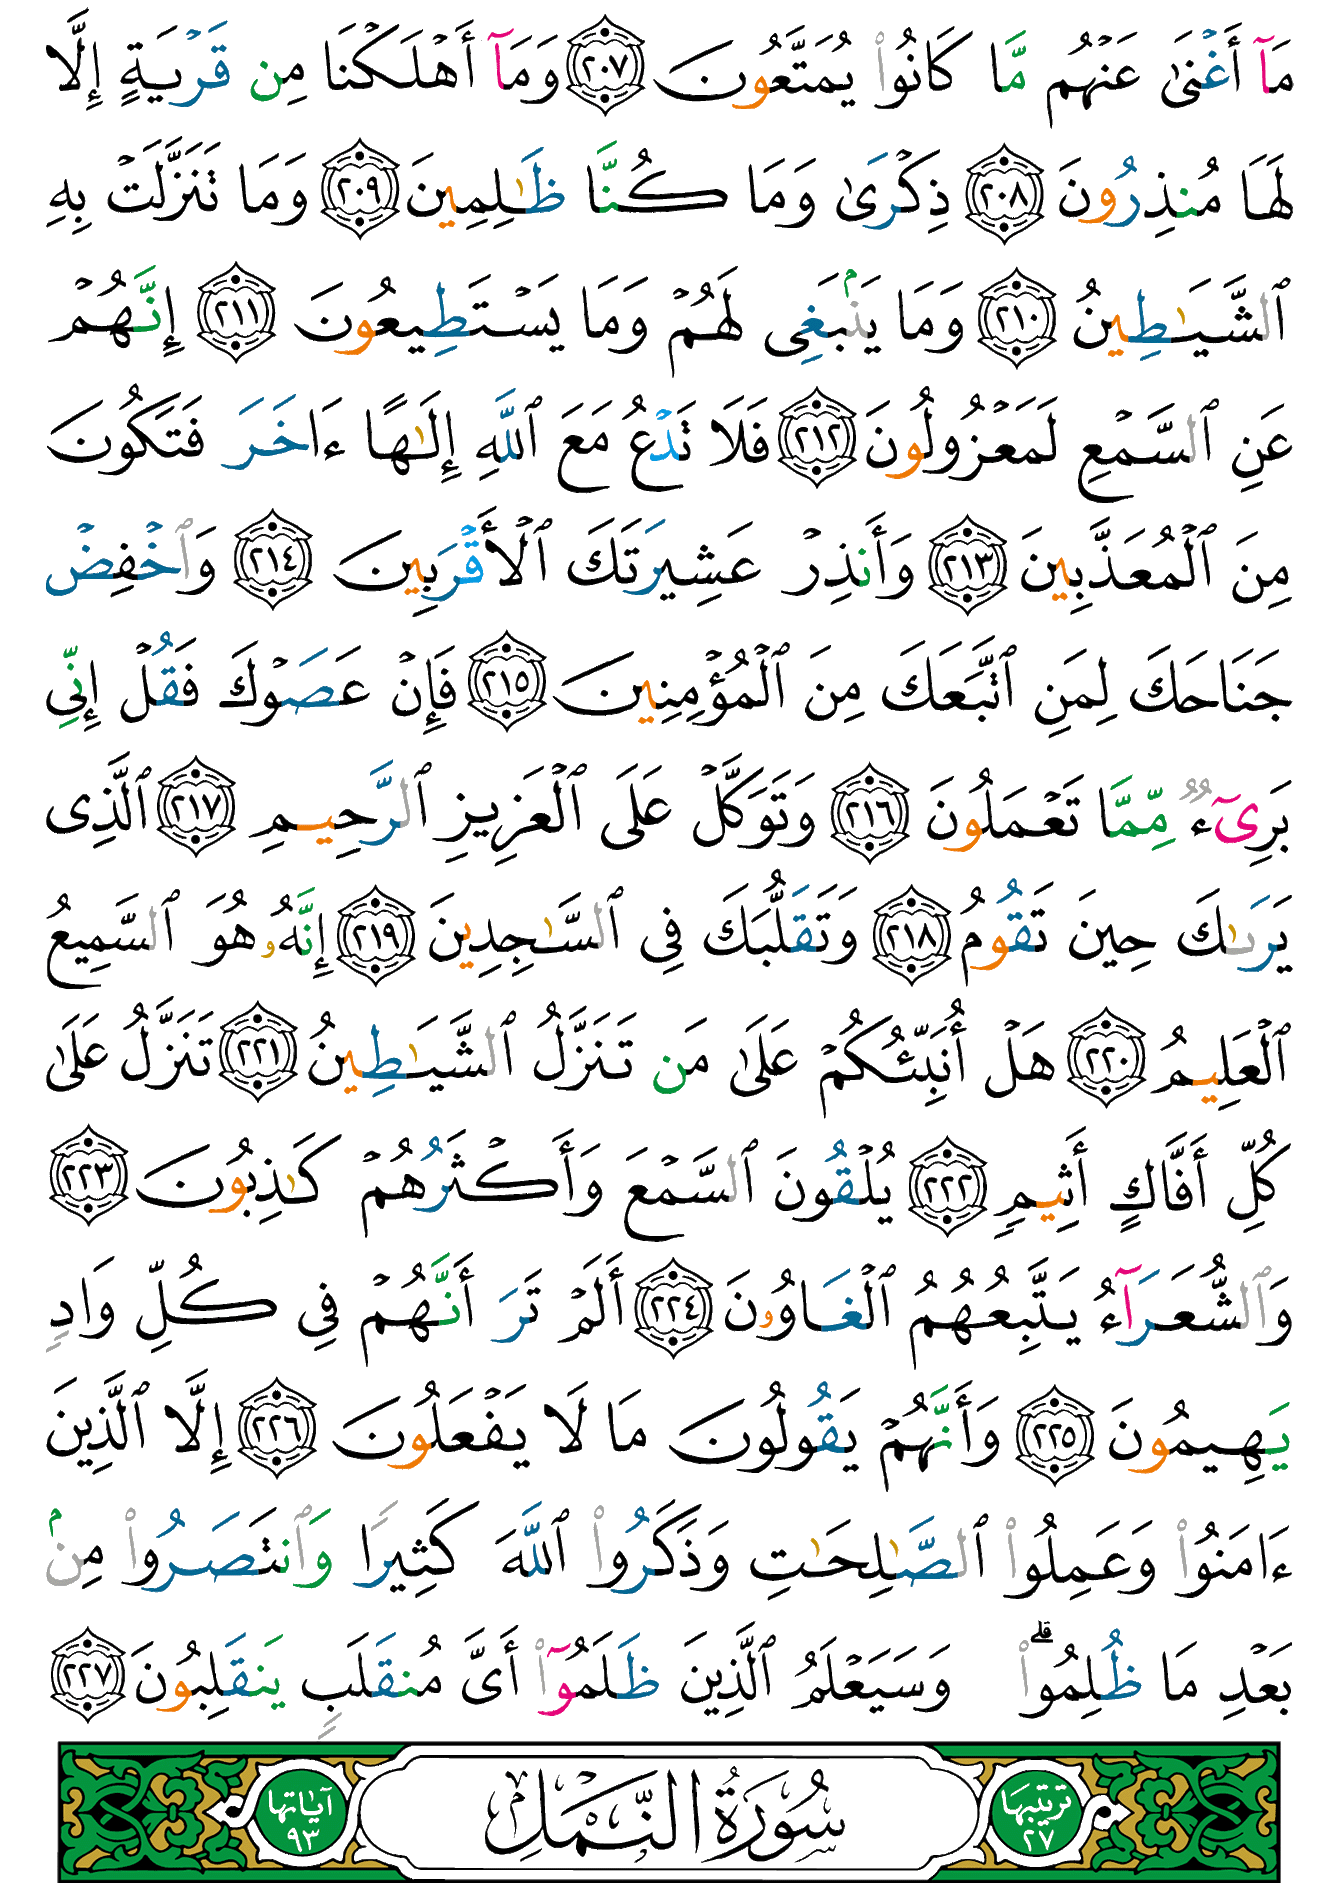 مَآ أَغْنَىٰ عَنْهُم مَّا كَانُوا۟ يُمَتَّعُونَ ٢٠٧ وَمَآ أَهْلَكْنَا مِن قَرْيَةٍ إِلَّا
لَهَا مُنذِرُونَ ٢٠٨ ذِكْرَىٰ وَمَا كُنَّا ظَـٰلِمِينَ ٢٠٩ وَمَا تَنَزَّلَتْ بِهِ
ٱلشَّيَـٰطِينُ ٢١٠ وَمَا يَنۢبَغِى لَهُمْ وَمَا يَسْتَطِيعُونَ ٢١١ إِنَّهُمْ
عَنِ ٱلسَّمْعِ لَمَعْزُولُونَ ٢١٢ فَلَا تَدْعُ مَعَ ٱللَّهِ إِلَـٰهًا ءَاخَرَ فَتَكُونَ
مِنَ ٱلْمُعَذَّبِينَ ٢١٣ وَأَنذِرْ عَشِيرَتَكَ ٱلْأَقْرَبِينَ ٢١٤ وَٱخْفِضْ
جَنَاحَكَ لِمَنِ ٱتَّبَعَكَ مِنَ ٱلْمُؤْمِنِينَ ٢١٥ فَإِنْ عَصَوْكَ فَقُلْ إِنِّى
بَرِىٓءٌ مِّمَّا تَعْمَلُونَ ٢١٦ وَتَوَكَّلْ عَلَى ٱلْعَزِيزِ ٱلرَّحِيمِ ٢١٧ ٱلَّذِى
يَرَىٰكَ حِينَ تَقُومُ ٢١٨ وَتَقَلُّبَكَ فِى ٱلسَّـٰجِدِينَ ٢١٩ إِنَّهُۥ هُوَ ٱلسَّمِيعُ
ٱلْعَلِيمُ ٢٢٠ هَلْ أُنَبِّئُكُمْ عَلَىٰ مَن تَنَزَّلُ ٱلشَّيَـٰطِينُ ٢٢١ تَنَزَّلُ عَلَىٰ
كُلِّ أَفَّاكٍ أَثِيمٍ ٢٢٢ يُلْقُونَ ٱلسَّمْعَ وَأَكْثَرُهُمْ كَـٰذِبُونَ ٢٢٣
وَٱلشُّعَرَآءُ يَتَّبِعُهُمُ ٱلْغَاوُۥنَ ٢٢٤ أَلَمْ تَرَ أَنَّهُمْ فِى كُلِّ وَادٍ
يَهِيمُونَ ٢٢٥ وَأَنَّهُمْ يَقُولُونَ مَا لَا يَفْعَلُونَ ٢٢٦ إِلَّا ٱلَّذِينَ
ءَامَنُوا۟ وَعَمِلُوا۟ ٱلصَّـٰلِحَـٰتِ وَذَكَرُوا۟ ٱللَّهَ كَثِيرًا وَٱنتَصَرُوا۟ مِنۢ
بَعْدِ مَا ظُلِمُوا۟ ۗ وَسَيَعْلَمُ ٱلَّذِينَ ظَلَمُوٓا۟ أَىَّ مُنقَلَبٍ يَنقَلِبُونَ ٢٢٧
ترتيبها ٢٧ سُورَةُ النَّمْلِ آياتها ٩٣